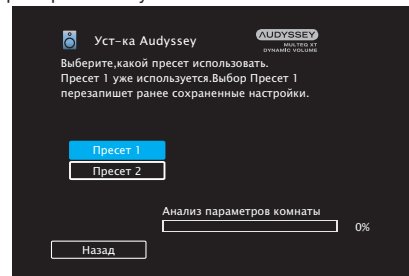 Уст-ка Audyssey
AUDYSSEY
MULTEQ XT
DYNAMIC VOLUME
Выберите,какой пресет использовать.
Пресет 1 уже используется.Выбор Пресет 1
перезапишет ранее сохраненные настройки.
Пресет 1
Пресет 2
Анализ параметров комнаты
0%
Назад